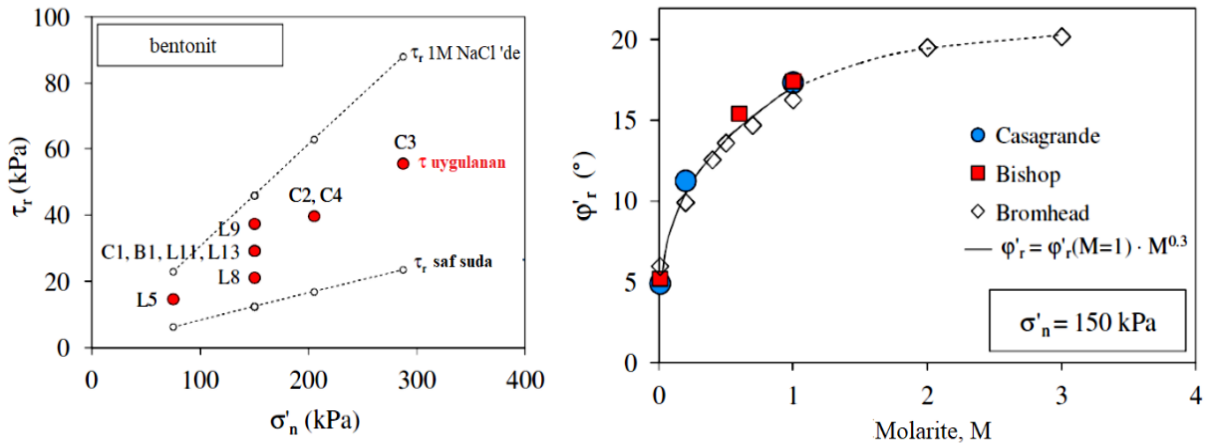 100
80
60
40
20
0
τr (kPa)
bentonit
τr 1M NaCl 'de
C3
τ uygulanan
C2, C4
L9
C1, B1, L11, L13
L8
L5
τr saf suda
0 100 200 300 400
σ'n (kPa)
20
15
10
5
0
φ'r (°)
Casagrande
Bishop
Bromhead
φ'r = φ'r(M=1) · M^0.3
σ'n = 150 kPa
0 1 2 3 4
Molarite, M